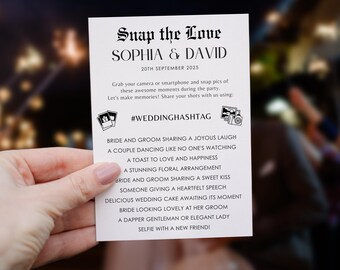 Snap the Love
SOPHIA & DAVID
20TH SEPTEMBER 2025
Grab your camera or smartphone and snap pics of
these awesome moments during the party.
Let's make memories! Share your shots with us using:
#WEDDINGHASHTAG
BRIDE AND GROOM SHARING A JOYOUS LAUGH
A COUPLE DANCING LIKE NO ONE'S WATCHING
A TOAST TO LOVE AND HAPPINESS
A STUNNING FLORAL ARRANGEMENT
BRIDE AND GROOM SHARING A SWEET KISS
SOMEONE GIVING A HEARTFELT SPEECH
DELICIOUS WEDDING CAKE AWAITING ITS MOMENT
BRIDE LOOKING LOVELY AT HER GROOM
A DAPPER GENTLEMAN OR ELEGANT LADY
SELFIE WITH A NEW FRIEND!